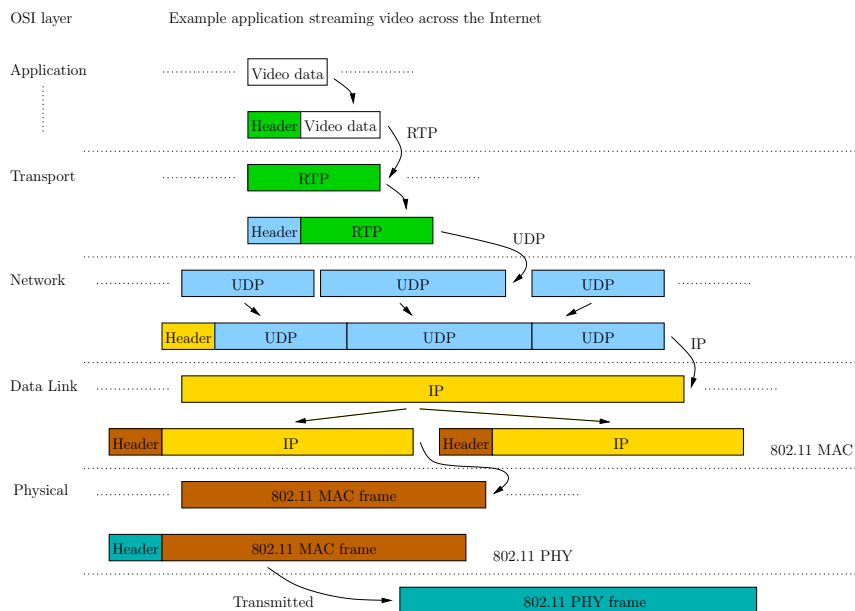 OSI layer Example application streaming video across the Internet
Application Video data
Header Video data
RTP
Transport RTP
Header RTP
UDP
Network UDP UDP UDP
Header UDP UDP UDP
IP
Data Link IP
Header IP Header IP
802.11 MAC
Physical 802.11 MAC frame
Header 802.11 MAC frame
802.11 PHY
Transmitted 802.11 PHY frame